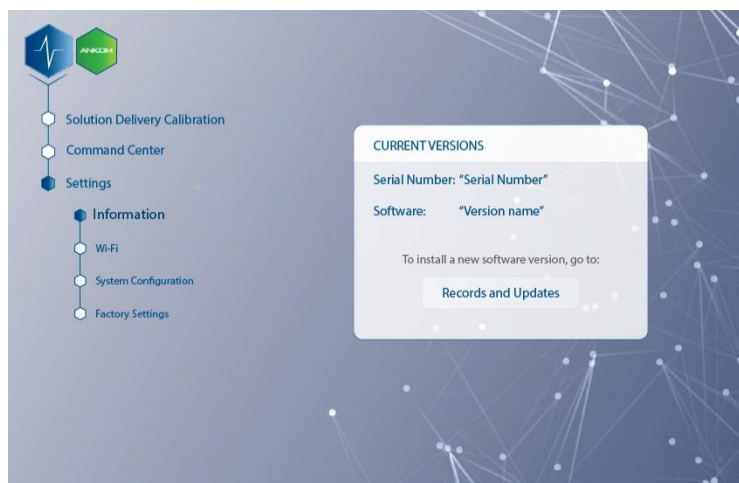 ANKOM
Solution Delivery Calibration
Command Center
Settings
Information
Wi-Fi
System Configuration
Factory Settings
CURRENT VERSIONS
Serial Number: “Serial Number”
Software: “Version name”
To install a new software version, go to:
Records and Updates